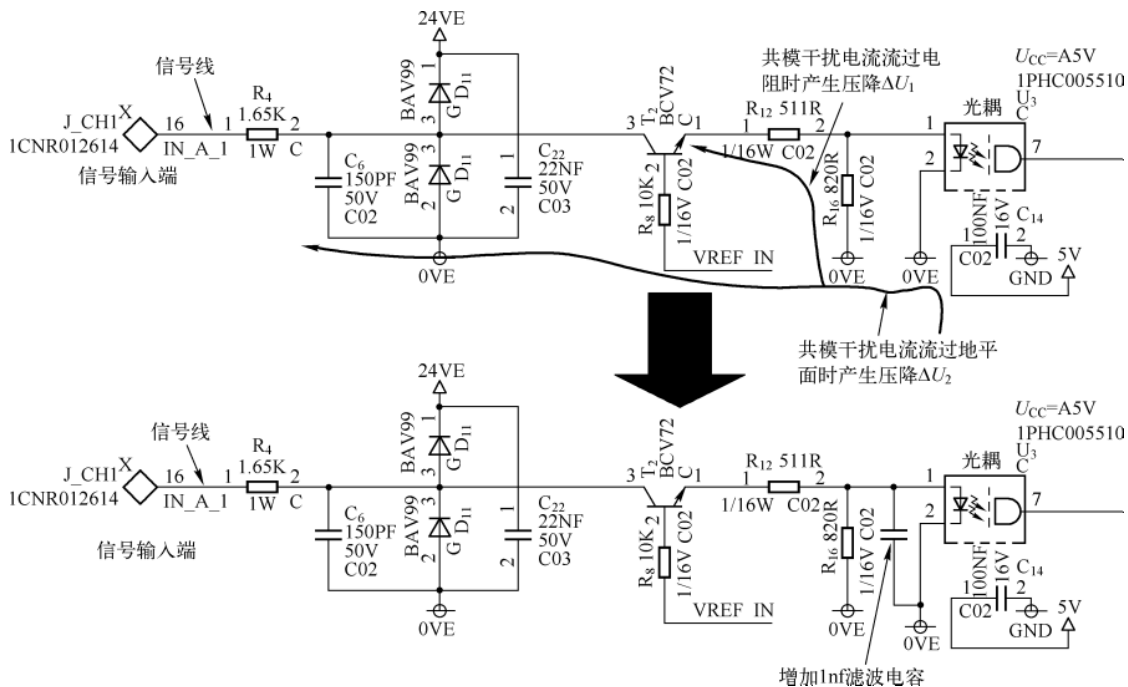 24VE
信号线
R4
1.65K
J_CH1
X
1CNR012614
16
IN_A_1
1
2
1W
C
信号输入端
C6
150PF
50V
C02
BAV99
1
G D11
3
BAV99
3
G D11
2
C22
22NF
50V
C03
1
2
0VE
共模干扰电流流过电
阻时产生压降ΔU1
T2
BCV72
3
C
1
2
R8 10K
1/16V C02
VREF IN
R12 511R
1
2
1/16W C02
R16 820R
1/16V C02
0VE
0VE
UCC=A5V
1PHC005510
U3
C
光耦
1
2
7
100NF
16V
C14
1
2
C02
GND
5V
共模干扰电流流过地平
面时产生压降ΔU2
24VE
信号线
R4
1.65K
J_CH1
X
1CNR012614
16
IN_A_1
1
2
1W
C
信号输入端
C6
150PF
50V
C02
BAV99
1
G D11
3
BAV99
3
G D11
2
C22
22NF
50V
C03
1
2
0VE
T2
BCV72
3
C
1
2
R8 10K
1/16V C02
VREF IN
R12 511R
1
2
1/16W C02
R16 820R
1/16V C02
0VE
0VE
UCC=A5V
1PHC005510
U3
C
光耦
1
2
7
100NF
16V
C14
1
2
C02
GND
5V
增加1nf滤波电容